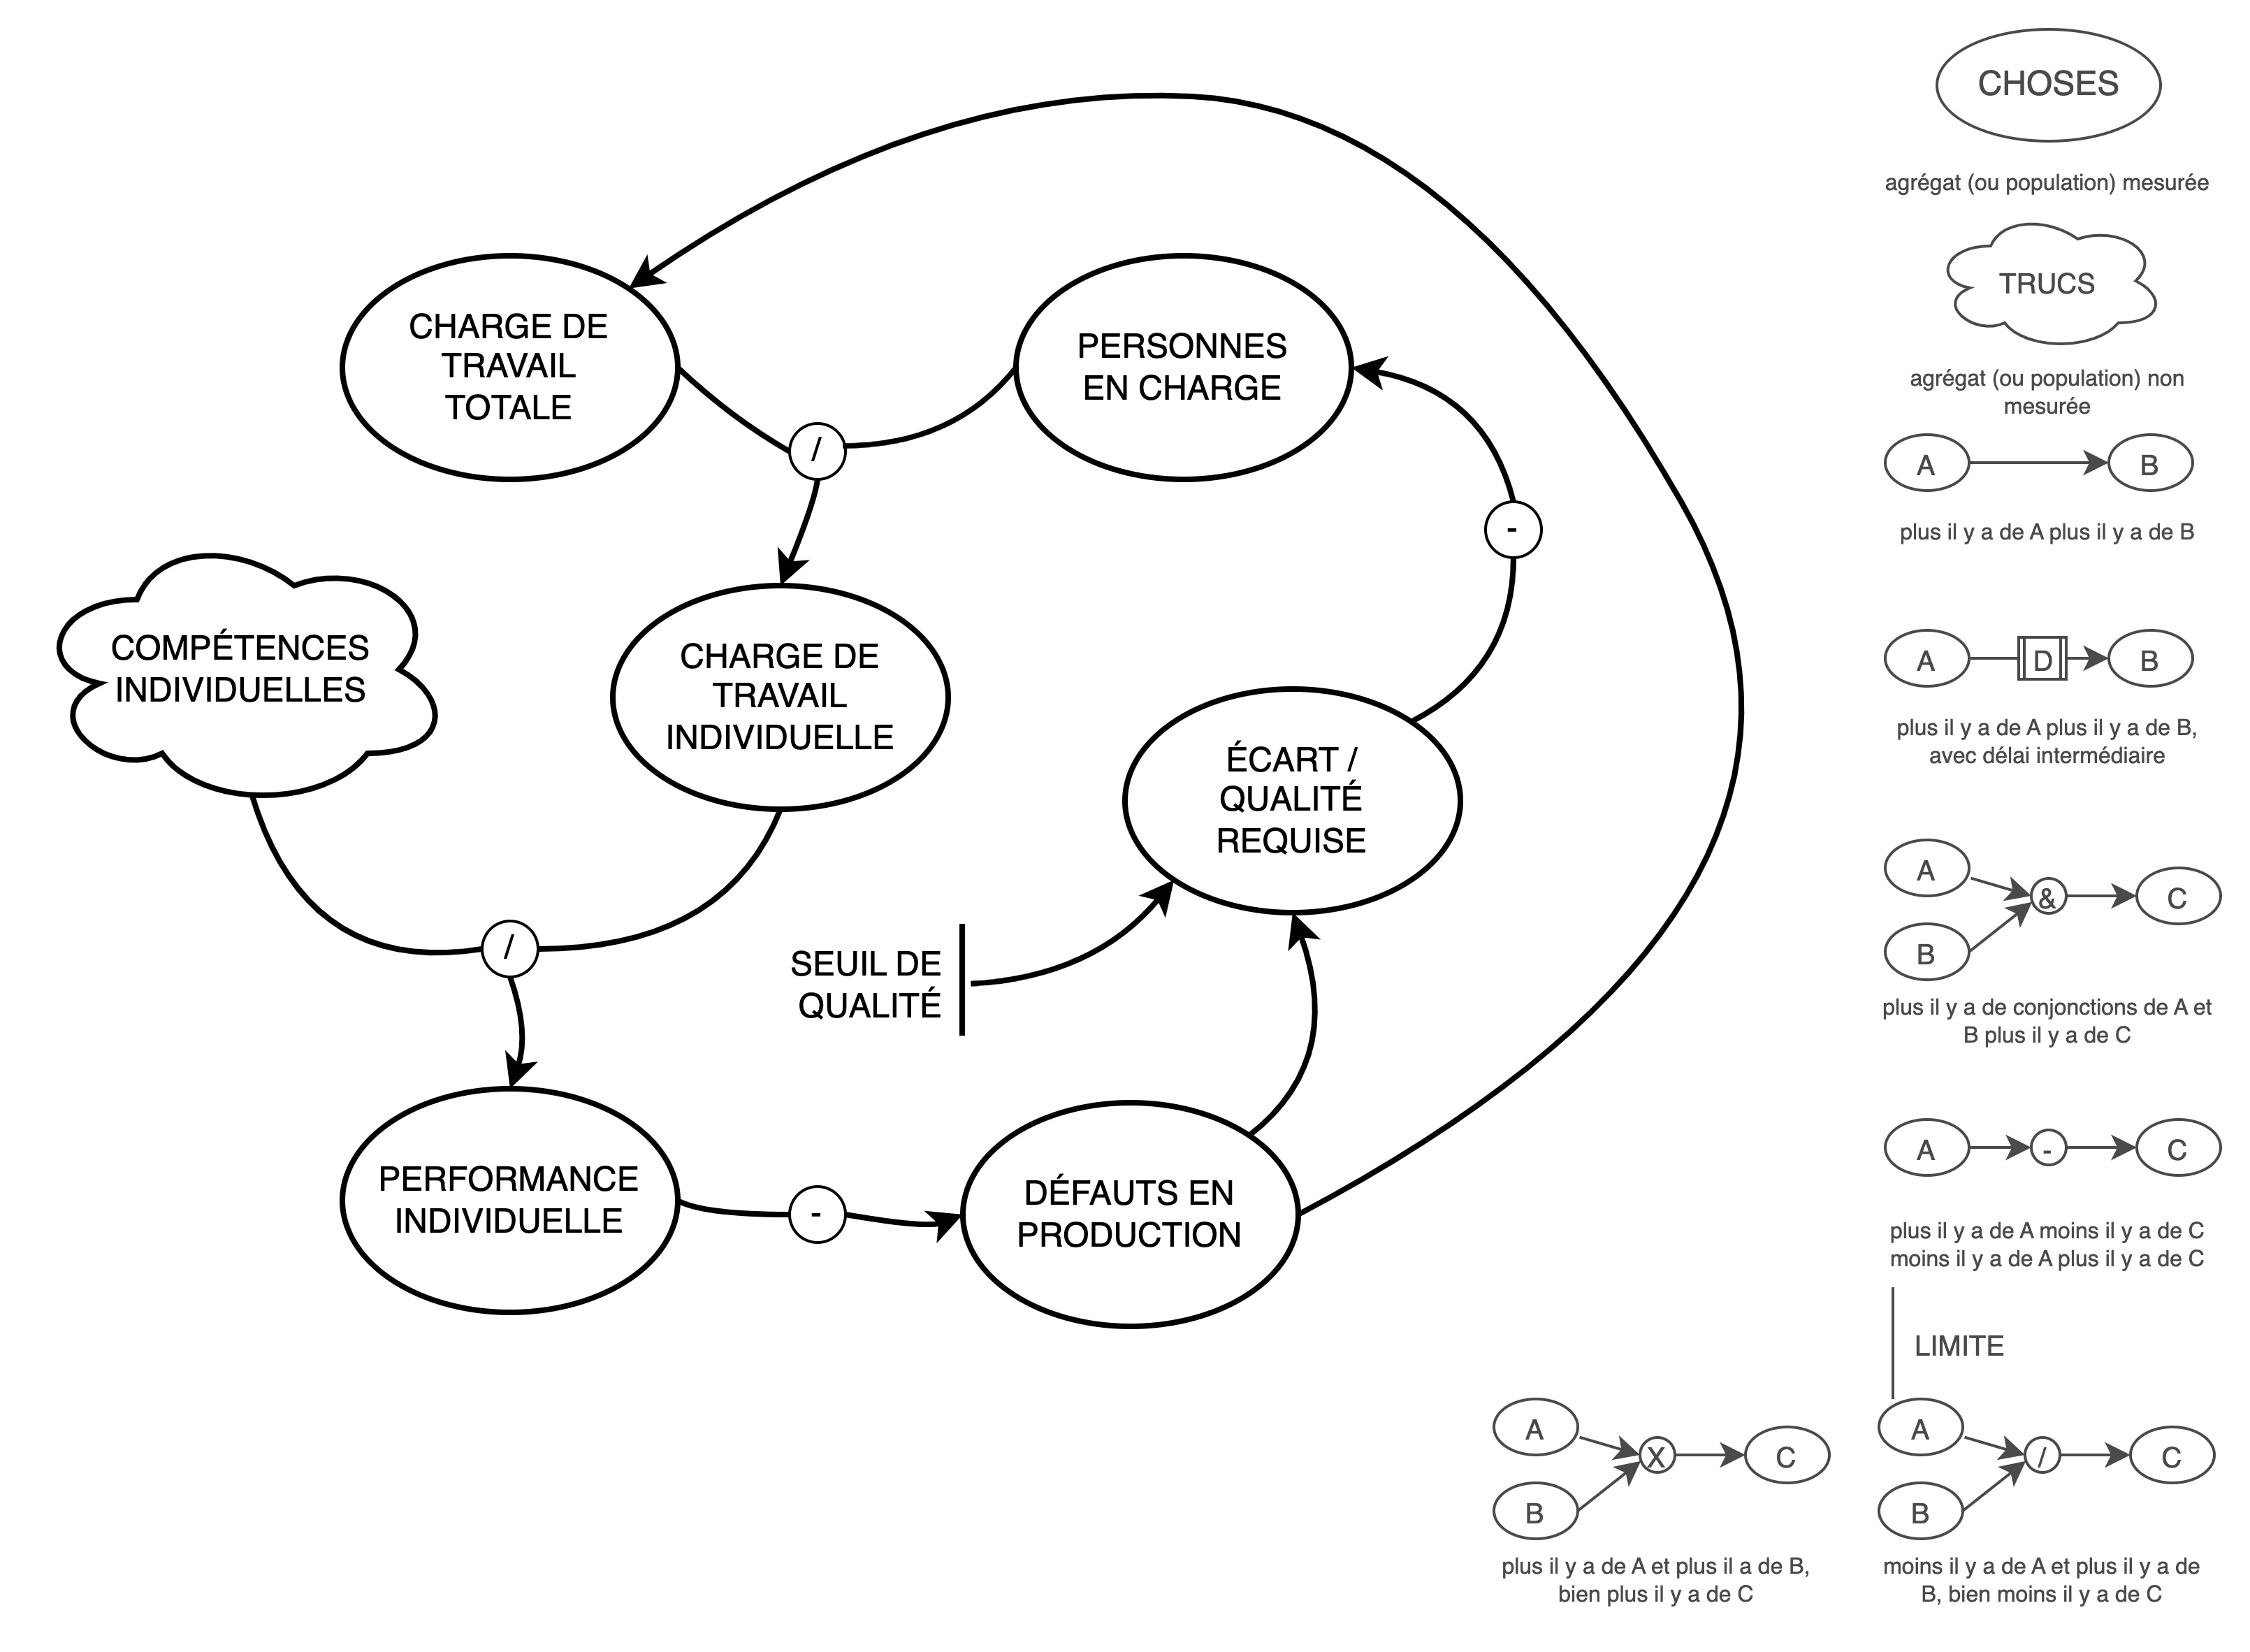 CHARGE DE
TRAVAIL
TOTALE
PERSONNES
EN CHARGE
/
-
COMPÉTENCES
INDIVIDUELLES
CHARGE DE
TRAVAIL
INDIVIDUELLE
ÉCART /
QUALITÉ
REQUISE
/
SEUIL DE
QUALITÉ
PERFORMANCE
INDIVIDUELLE
-
DÉFAUTS EN
PRODUCTION
CHOSES
agrégat (ou population) mesurée
TRUCS
agrégat (ou population) non
mesurée
A
B
plus il y a de A plus il y a de B
A
D
B
plus il y a de A plus il y a de B,
avec délai intermédiaire
A
&
C
B
plus il y a de conjonctions de A et
B plus il y a de C
A
-
C
plus il y a de A moins il y a de C
moins il y a de A plus il y a de C
LIMITE
A
X
C
B
plus il y a de A et plus il a de B,
bien plus il y a de C
A
/
C
B
moins il y a de A et plus il y a de
B, bien moins il y a de C